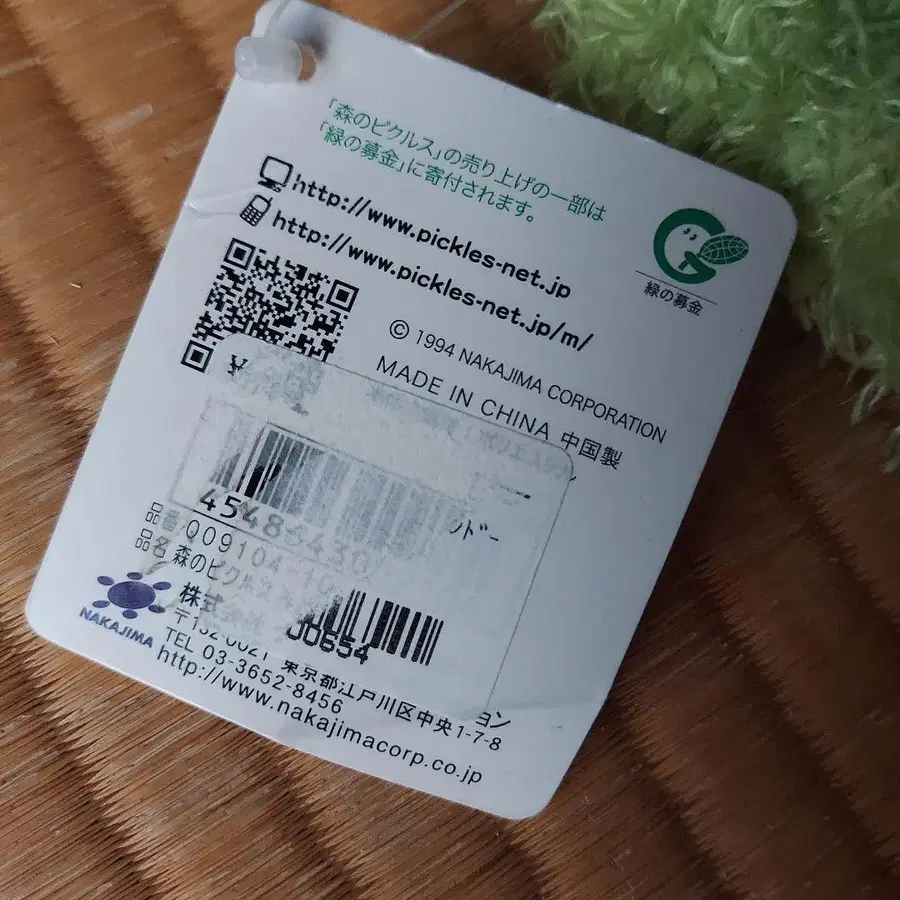 「森のピクルス」の売り上げの一部は
「緑の募金」に寄付されます。
http://www.pickles-net.jp
http://www.pickles-net.jp/m/
緑の募金
© 1994 NAKAJIMA CORPORATION
MADE IN CHINA 中国製
品番 009104
品名 森のピクルス
NAKAJIMA
株式
ョン
東京都江戸川区中央1-7-8
TEL 03-3652-8456
http://www.nakajimacorp.co.jp